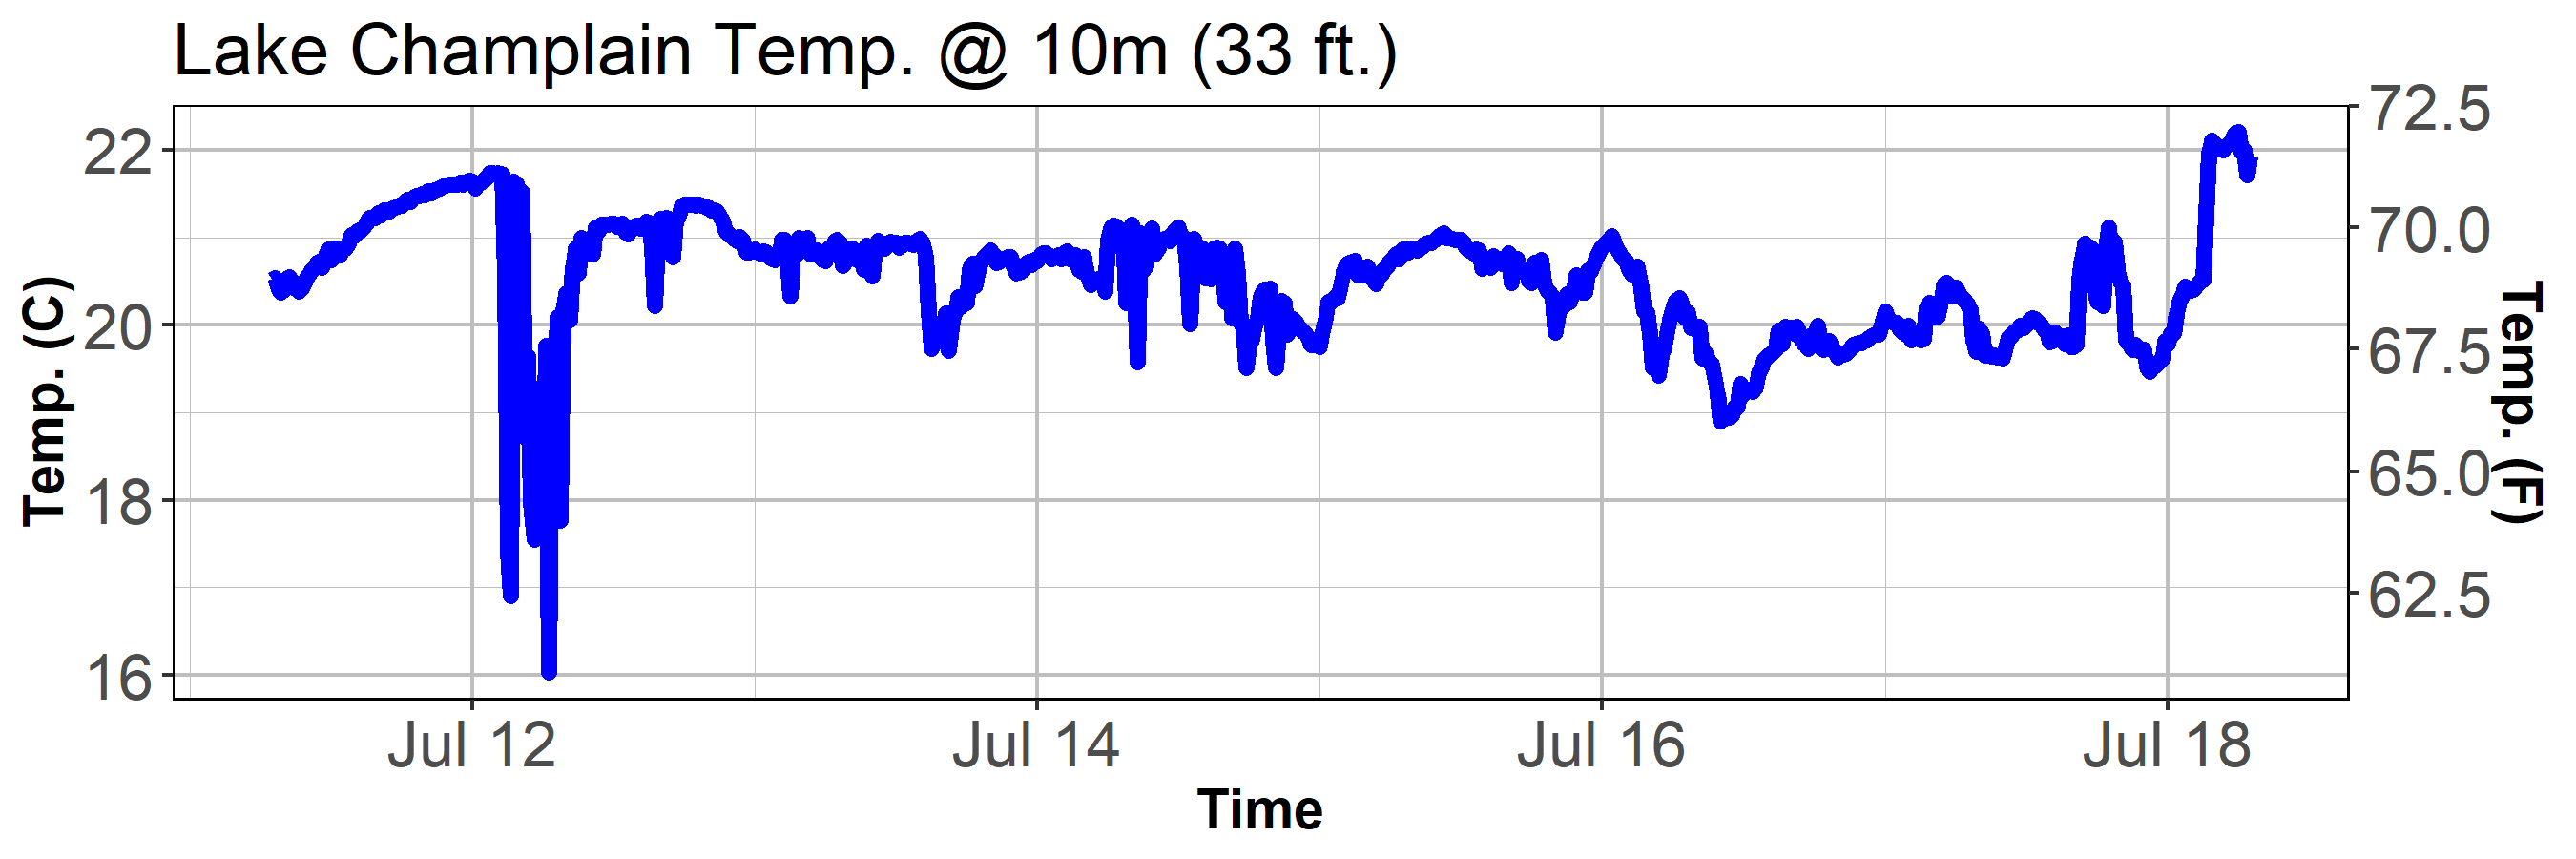 Lake Champlain Temp. @ 10m (33 ft.)
72.5
22
70.0
20
67.5
18
65.0
62.5
16
Temp. (C)
Temp. (F)
Jul 12 Jul 14 Jul 16 Jul 18
Time